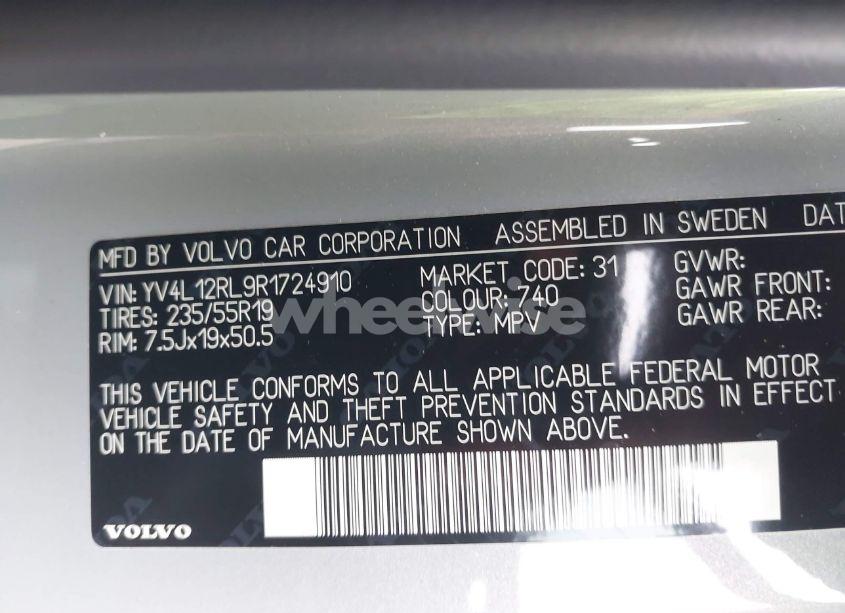 MFD BY VOLVO CAR CORPORATION ASSEMBLED IN SWEDEN DAT
VIN: YV4L12RL9R1724910 MARKET CODE: 31 GVWR:
TIRES: 235/55R19 COLOUR: 740 GAWR FRONT:
RIM: 7.5Jx19x50.5 TYPE: MPV GAWR REAR:
wheelwise
THIS VEHICLE CONFORMS TO ALL APPLICABLE FEDERAL MOTOR
VEHICLE SAFETY AND THEFT PREVENTION STANDARDS IN EFFECT
ON THE DATE OF MANUFACTURE SHOWN ABOVE.
VOLVO